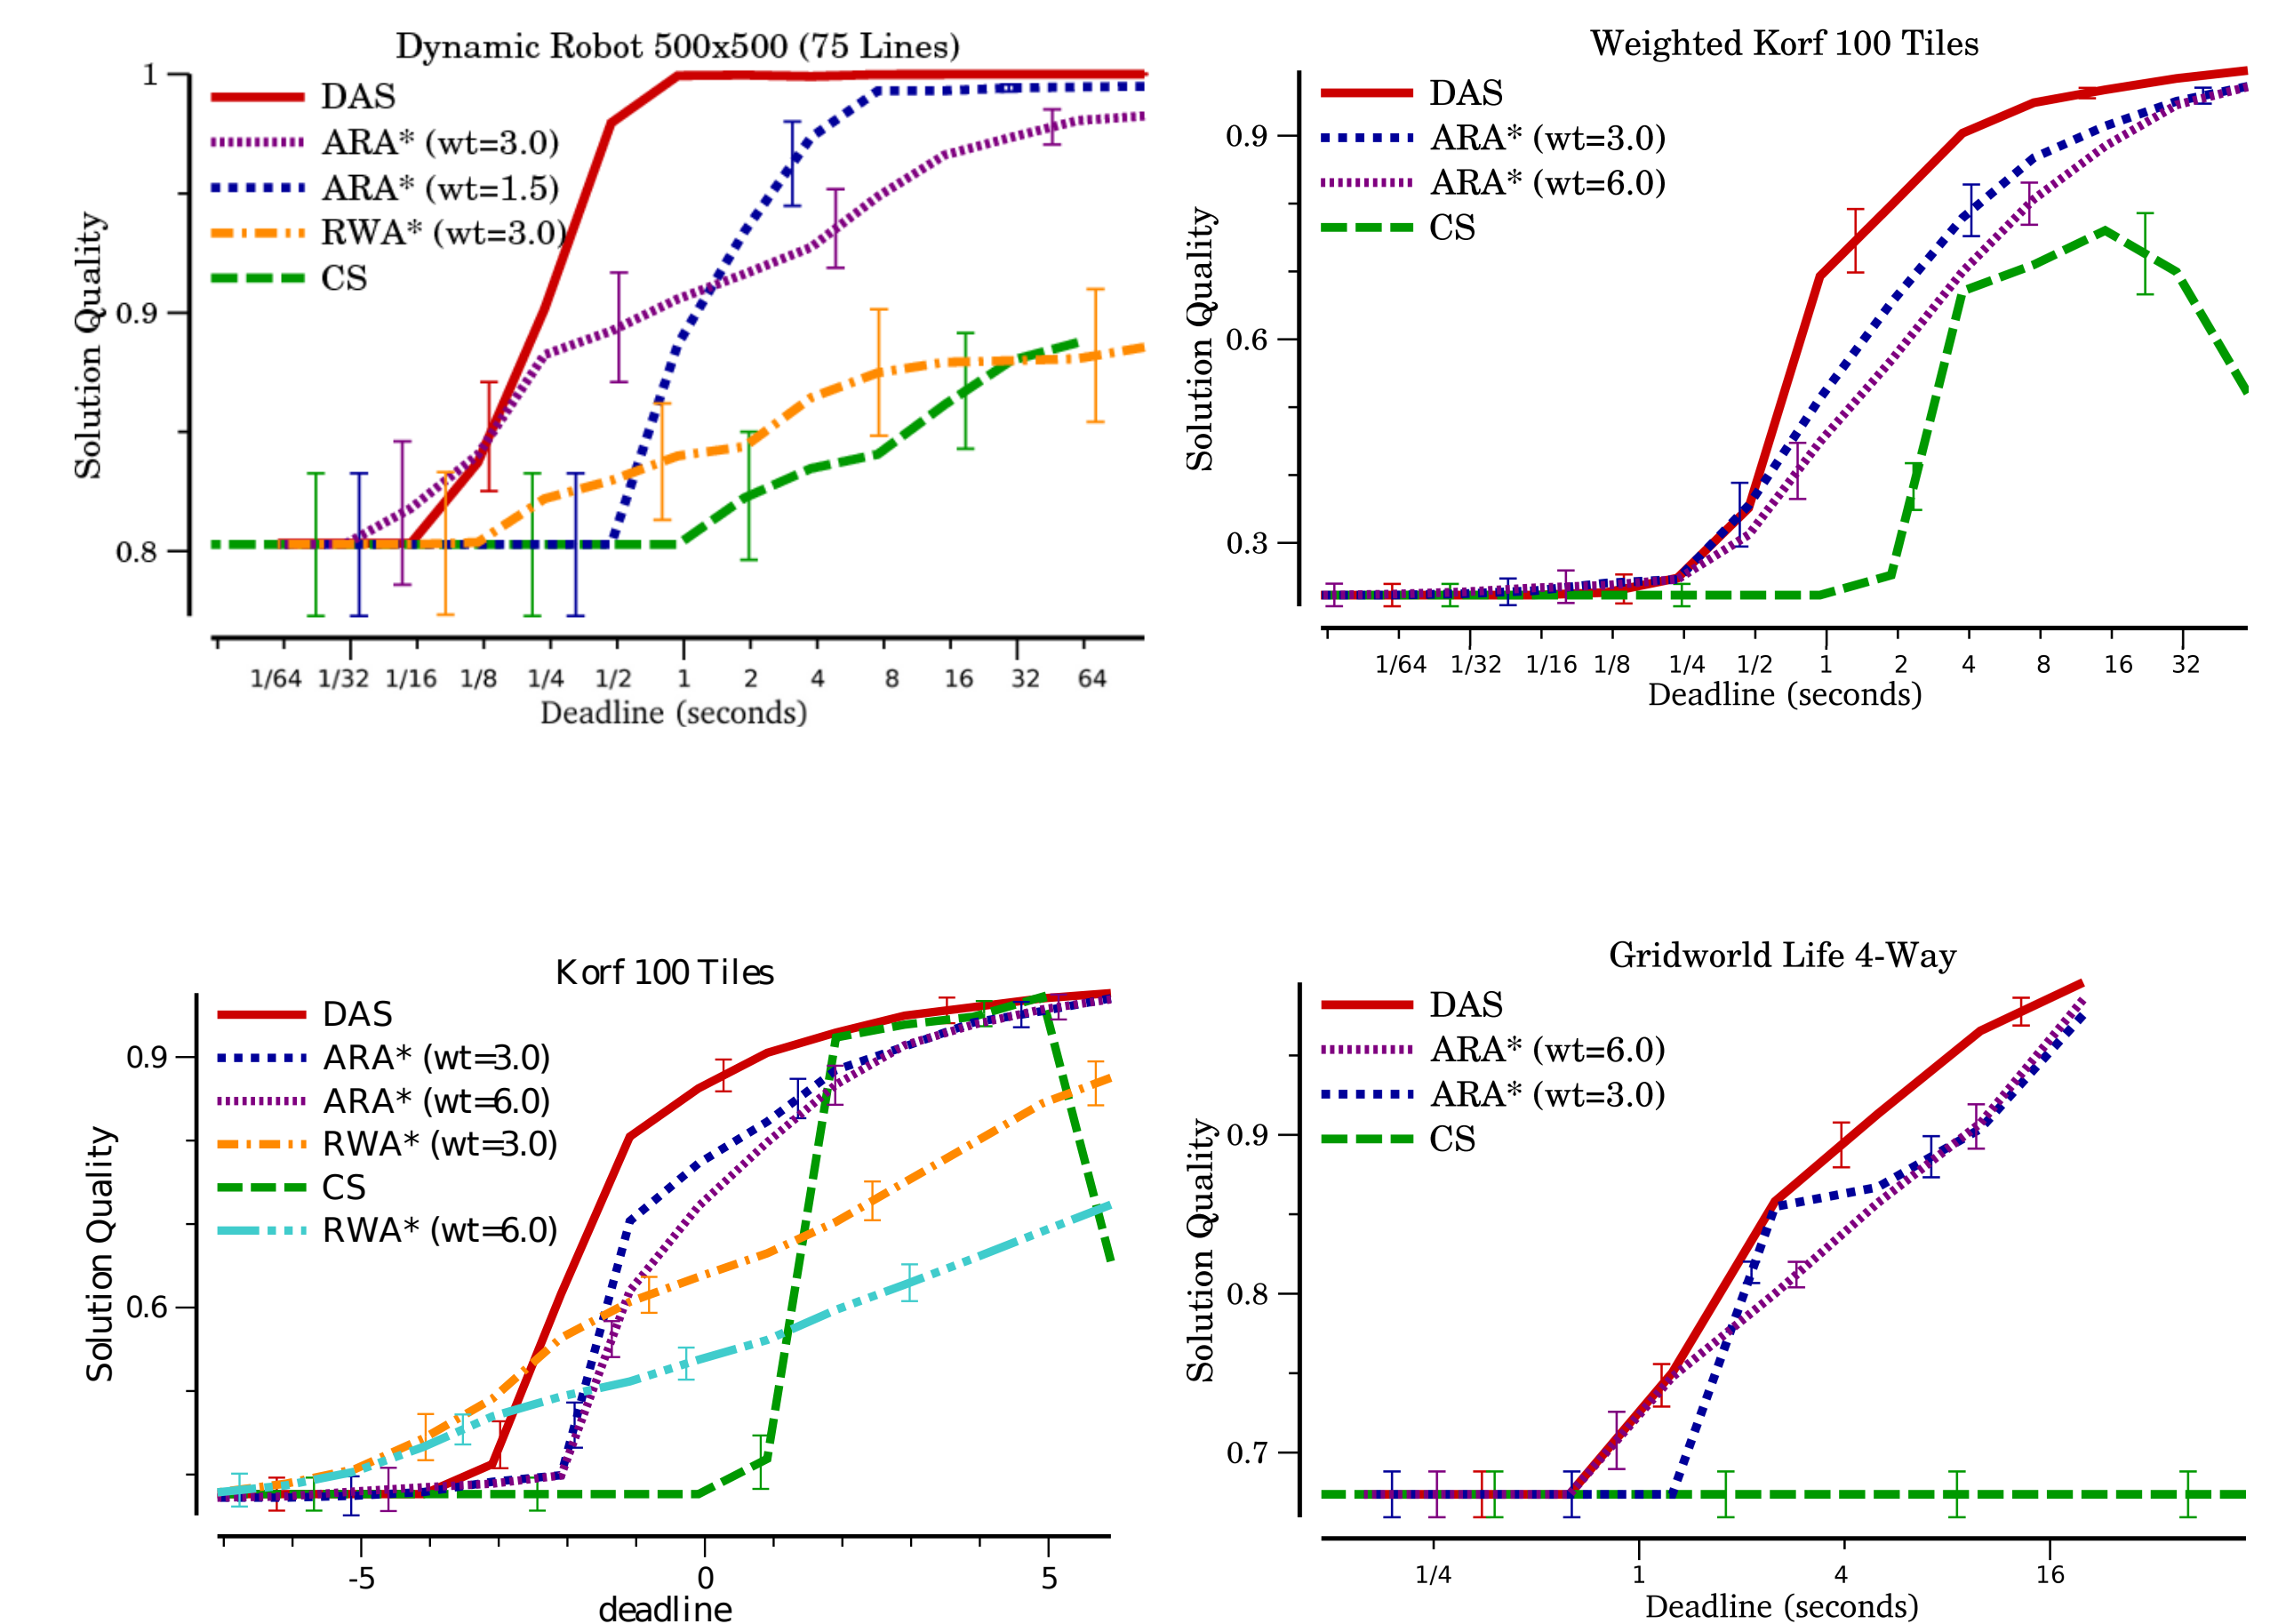 Dynamic Robot 500x500 (75 Lines)
1
0.9
0.8
Solution Quality
DAS
ARA* (wt=3.0)
ARA* (wt=1.5)
RWA* (wt=3.0)
CS
1/64 1/32 1/16 1/8 1/4 1/2 1 2 4 8 16 32 64
Deadline (seconds)
Weighted Korf 100 Tiles
0.9
0.6
0.3
Solution Quality
DAS
ARA* (wt=3.0)
ARA* (wt=6.0)
CS
1/64 1/32 1/16 1/8 1/4 1/2 1 2 4 8 16 32
Deadline (seconds)
Korf 100 Tiles
0.9
0.6
Solution Quality
DAS
ARA* (wt=3.0)
ARA* (wt=6.0)
RWA* (wt=3.0)
CS
RWA* (wt=6.0)
-5 0 5
deadline
Gridworld Life 4-Way
0.9
0.8
0.7
Solution Quality
DAS
ARA* (wt=6.0)
ARA* (wt=3.0)
CS
1/4 1 4 16
Deadline (seconds)